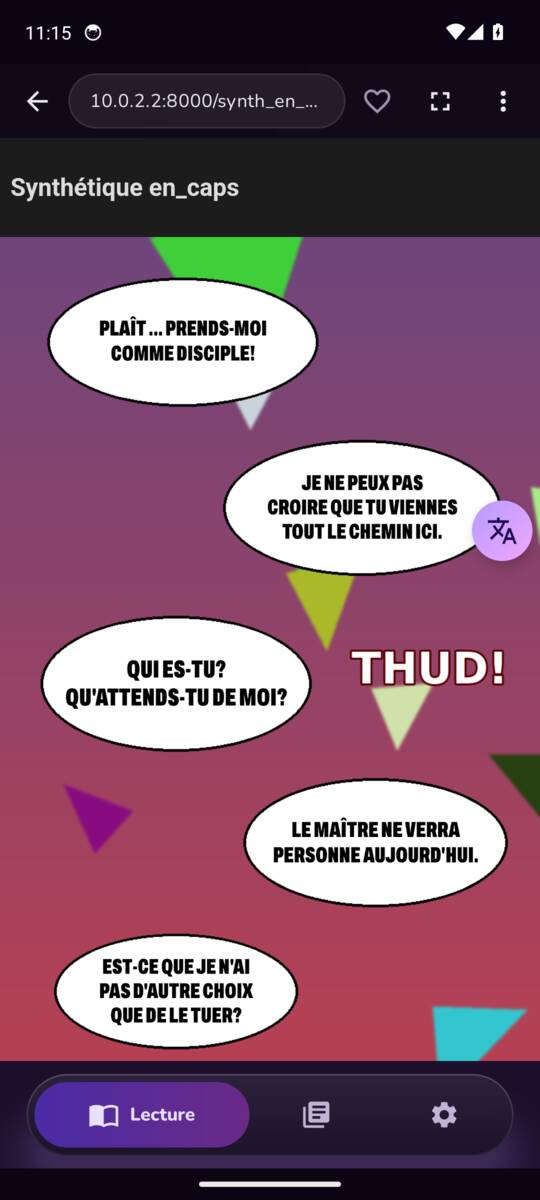 11:15
10.0.2.2:8000/synth_en_...
Synthétique en_caps
PLAÎT... PRENDS-MOI
COMME DISCIPLE!
JE NE PEUX PAS
CROIRE QUE TU VIENNES
TOUT LE CHEMIN ICI.
QUI ES-TU?
QU'ATTENDS-TU DE MOI?
THUD!
LE MAÎTRE NE VERRA
PERSONNE AUJOURD'HUI.
EST-CE QUE JE N'AI
PAS D'AUTRE CHOIX
QUE DE LE TUER?
Lecture